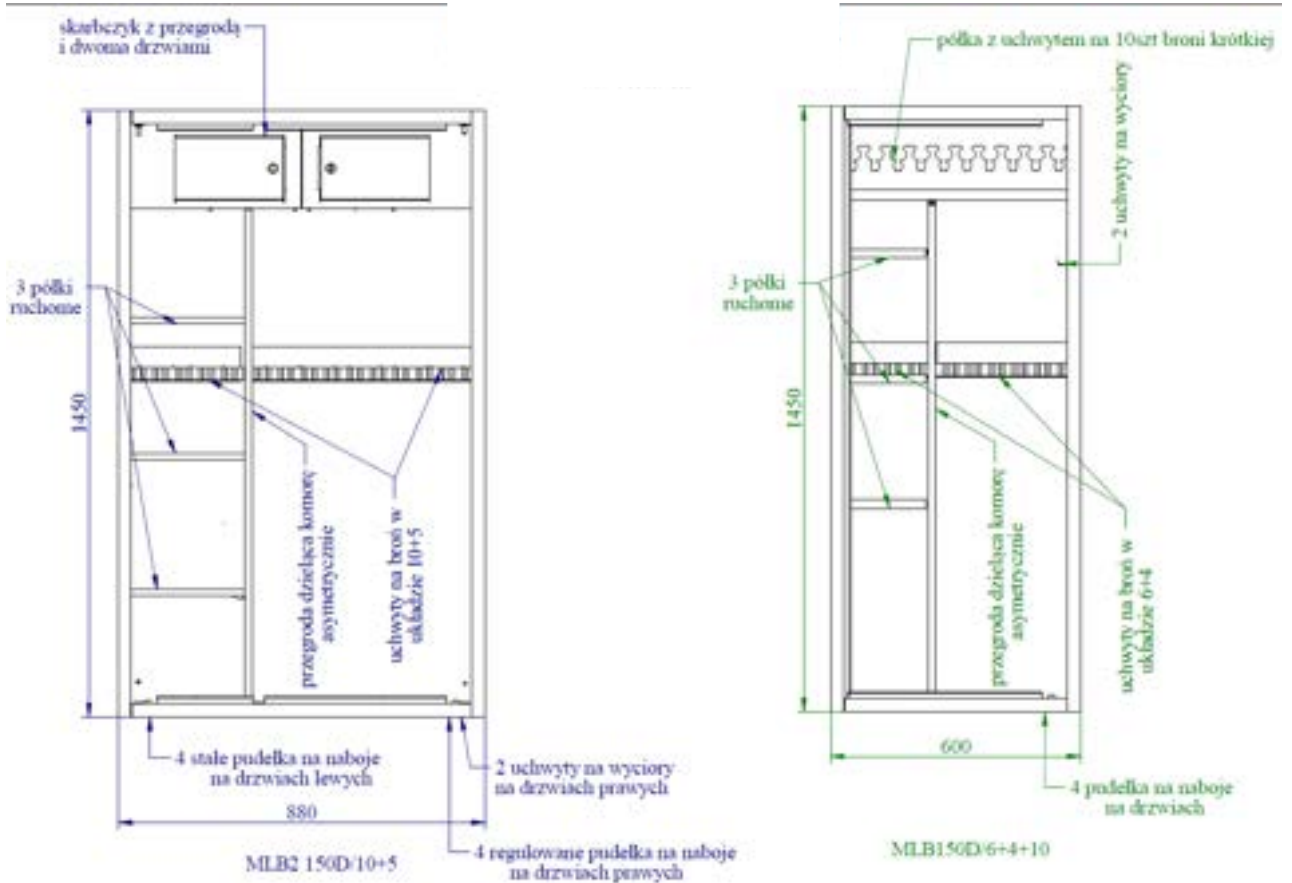 skarbczyk z przegrodą
i dwoma drzwiami
3 półki
ruchome
1450
przegroda dzieląca komorę
asymetrycznie
uchwyty na broń w
układzie 10+5
4 stałe pudełka na naboje
na drzwiach lewych
2 uchwyty na wyciory
na drzwiach prawych
880
4 regulowane pudełka na naboje
na drzwiach prawych
MLB2 150D/10+5
półka z uchwytem na 10szt broni krótkiej
2 uchwyty na wyciory
3 półki
ruchome
1450
przegroda dzieląca komorę
asymetrycznie
uchwyty na broń w
układzie 6+4
600
4 pudełka na naboje
na drzwiach
MLB150D/6+4+10